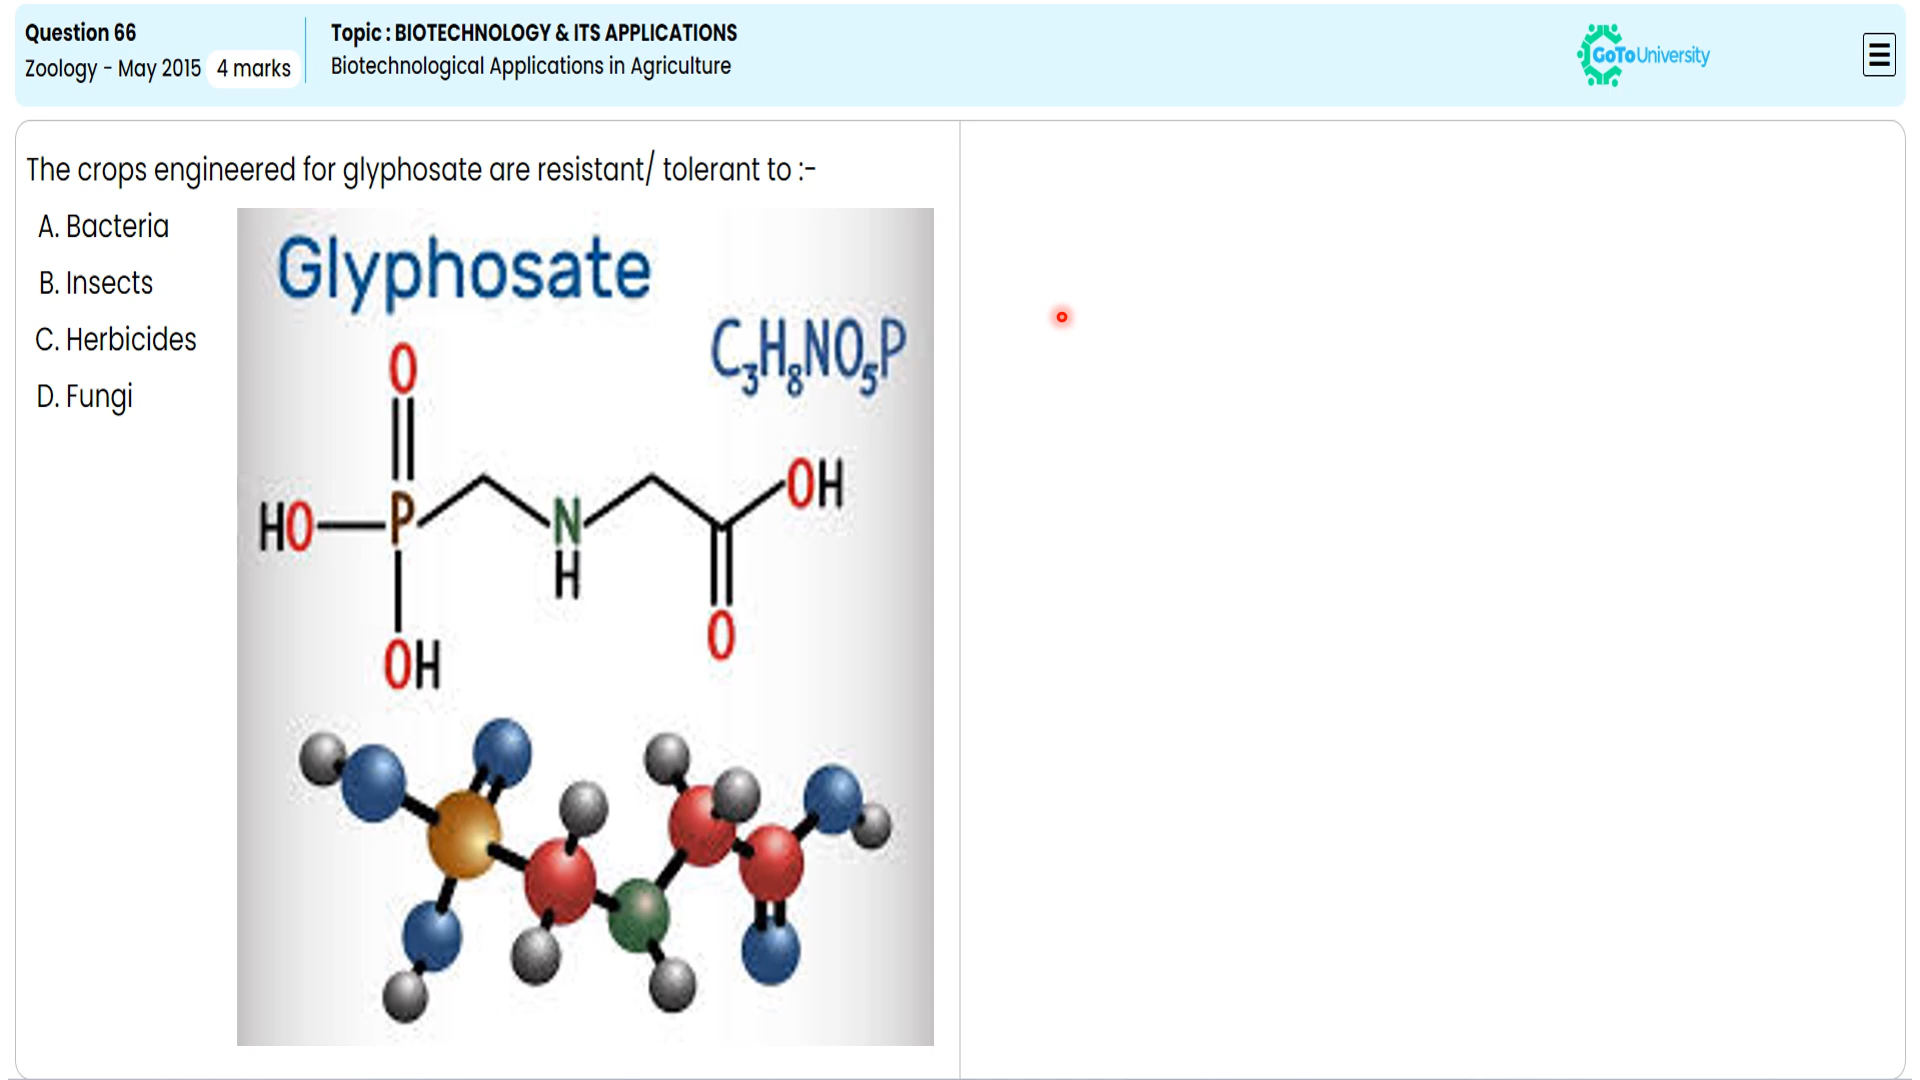 Question 66
Zoology - May 2015 4 marks
Topic : BIOTECHNOLOGY & ITS APPLICATIONS
Biotechnological Applications in Agriculture
GoToUniversity
The crops engineered for glyphosate are resistant/ tolerant to :-
A. Bacteria
B. Insects
C. Herbicides
D. Fungi
Glyphosate
C₃H₈NO₅P
O
OH
HO P N
H
O
OH